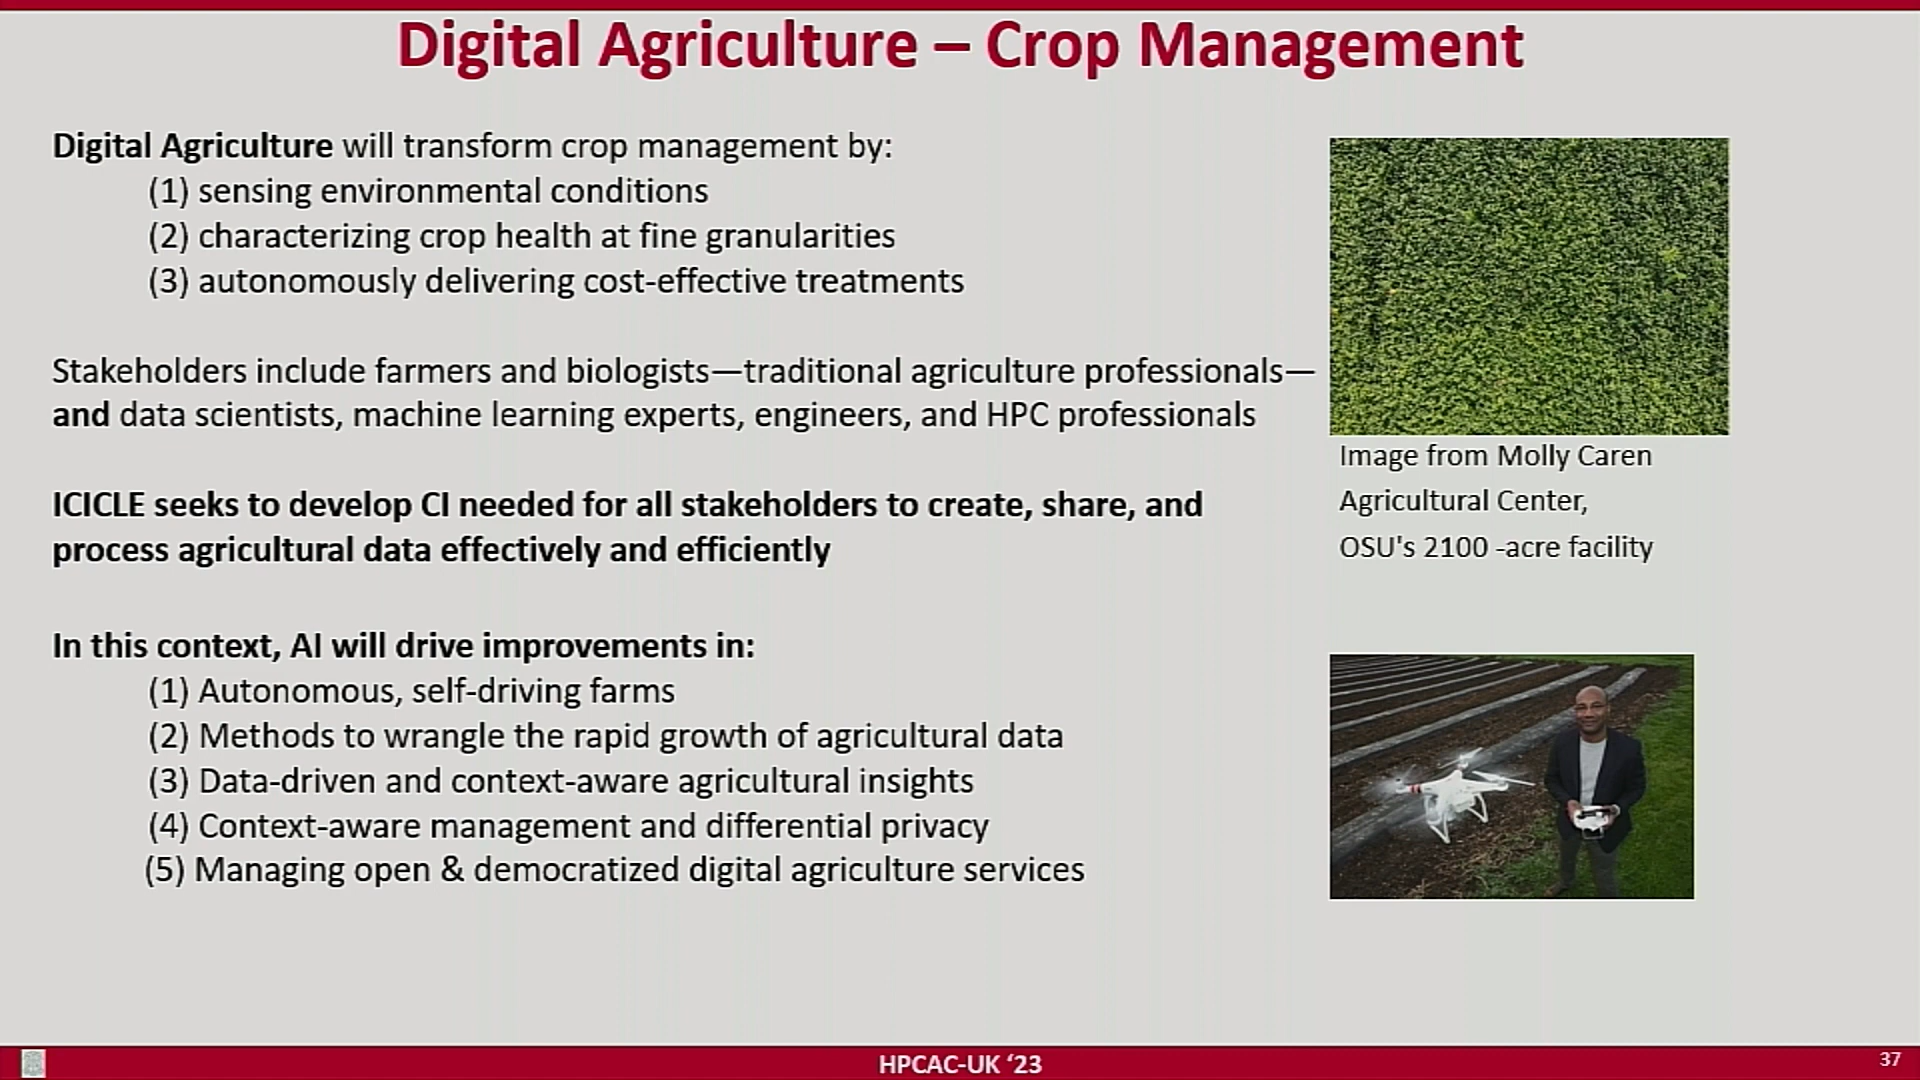 Digital Agriculture – Crop Management
Digital Agriculture will transform crop management by:
(1) sensing environmental conditions
(2) characterizing crop health at fine granularities
(3) autonomously delivering cost-effective treatments
Stakeholders include farmers and biologists—traditional agriculture professionals—
and data scientists, machine learning experts, engineers, and HPC professionals
ICICLE seeks to develop CI needed for all stakeholders to create, share, and
process agricultural data effectively and efficiently
In this context, AI will drive improvements in:
(1) Autonomous, self-driving farms
(2) Methods to wrangle the rapid growth of agricultural data
(3) Data-driven and context-aware agricultural insights
(4) Context-aware management and differential privacy
(5) Managing open & democratized digital agriculture services
Image from Molly Caren
Agricultural Center,
OSU's 2100 -acre facility
HPCAC-UK ‘23
37